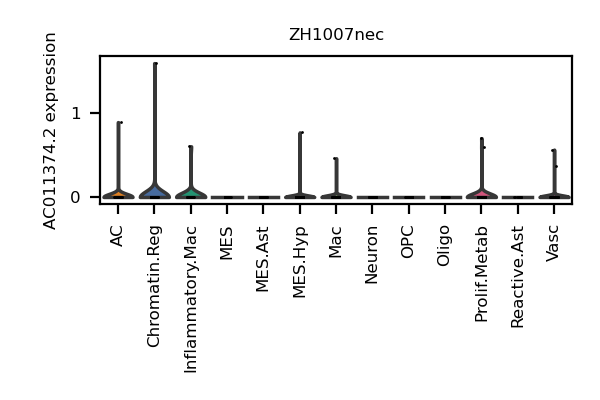 ZH1007nec
AC011374.2 expression
1
0
AC
Chromatin.Reg
Inflammatory.Mac
MES
MES.Ast
MES.Hyp
Mac
Neuron
OPC
Oligo
Prolif.Metab
Reactive.Ast
Vasc